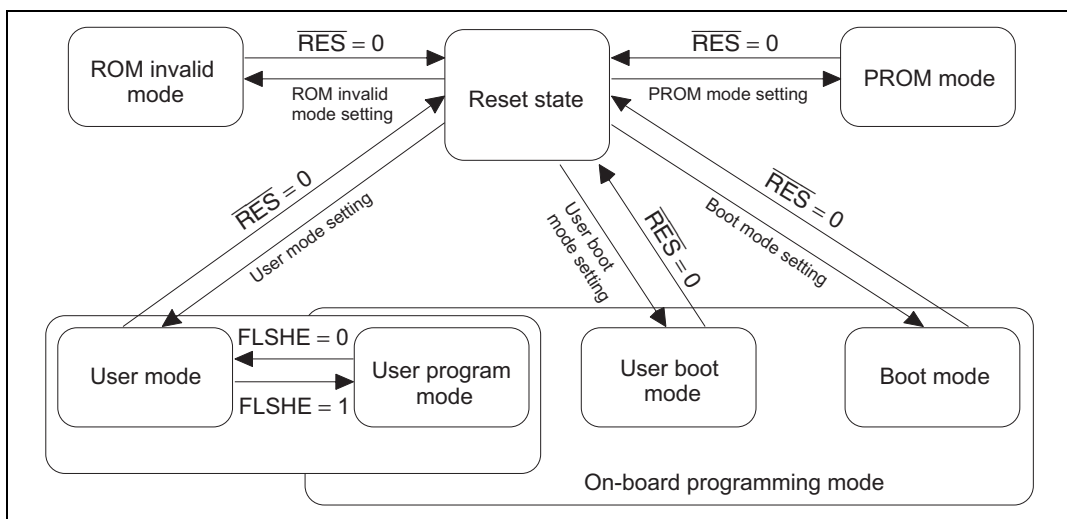 RES = 0
RES = 0
ROM invalid
mode
Reset state
PROM mode
ROM invalid
mode setting
PROM mode setting
RES = 0
User mode setting
User boot
mode setting
RES = 0
Boot mode setting
RES = 0
FLSHE = 0
User mode
User program
mode
FLSHE = 1
User boot
mode
Boot mode
On-board programming mode